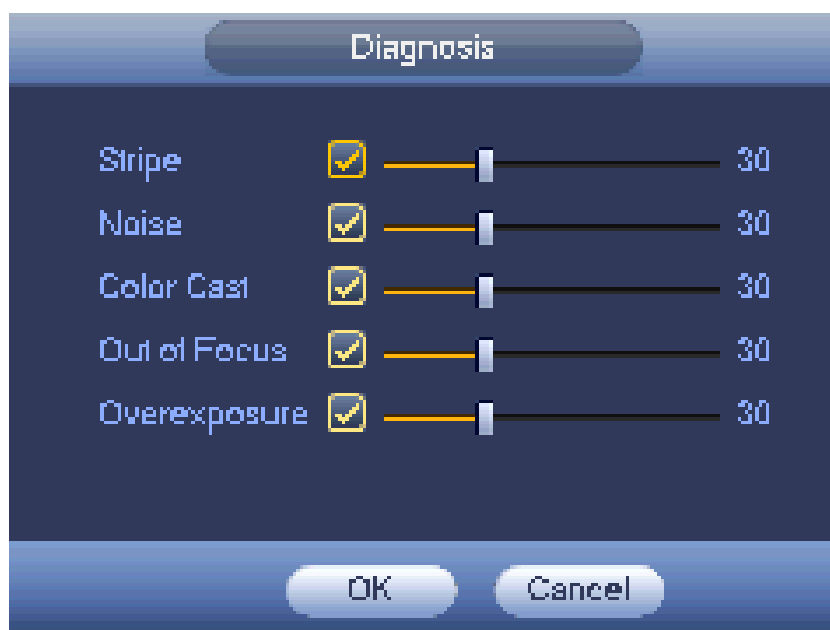 Diagnosis
Stripe 30
Noise 30
Color Cast 30
Out of Focus 30
Overexposure 30
OK Cancel